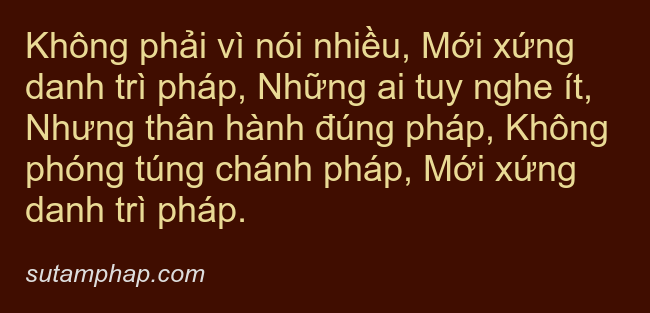 Không phải vì nói nhiều, Mới xứng
danh trì pháp, Những ai tuy nghe ít,
Nhưng thân hành đúng pháp, Không
phóng túng chánh pháp, Mới xứng
danh trì pháp.
sutamphap.com